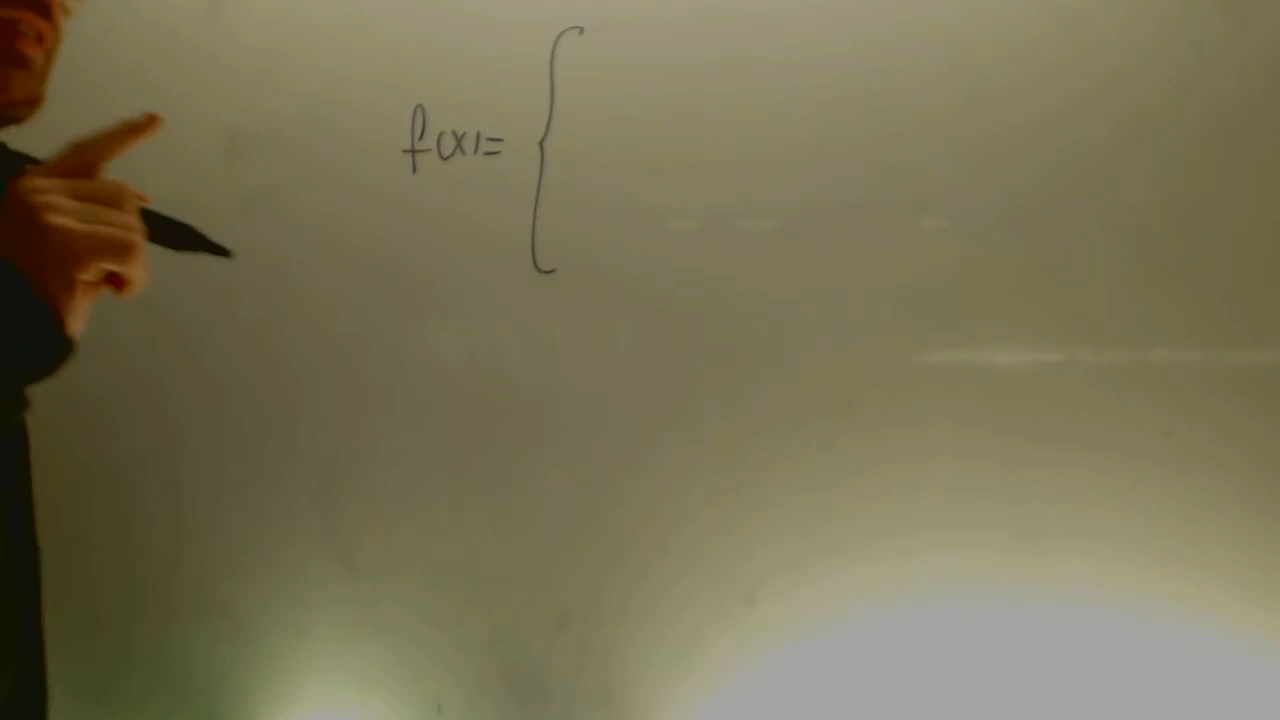 f(x)= {